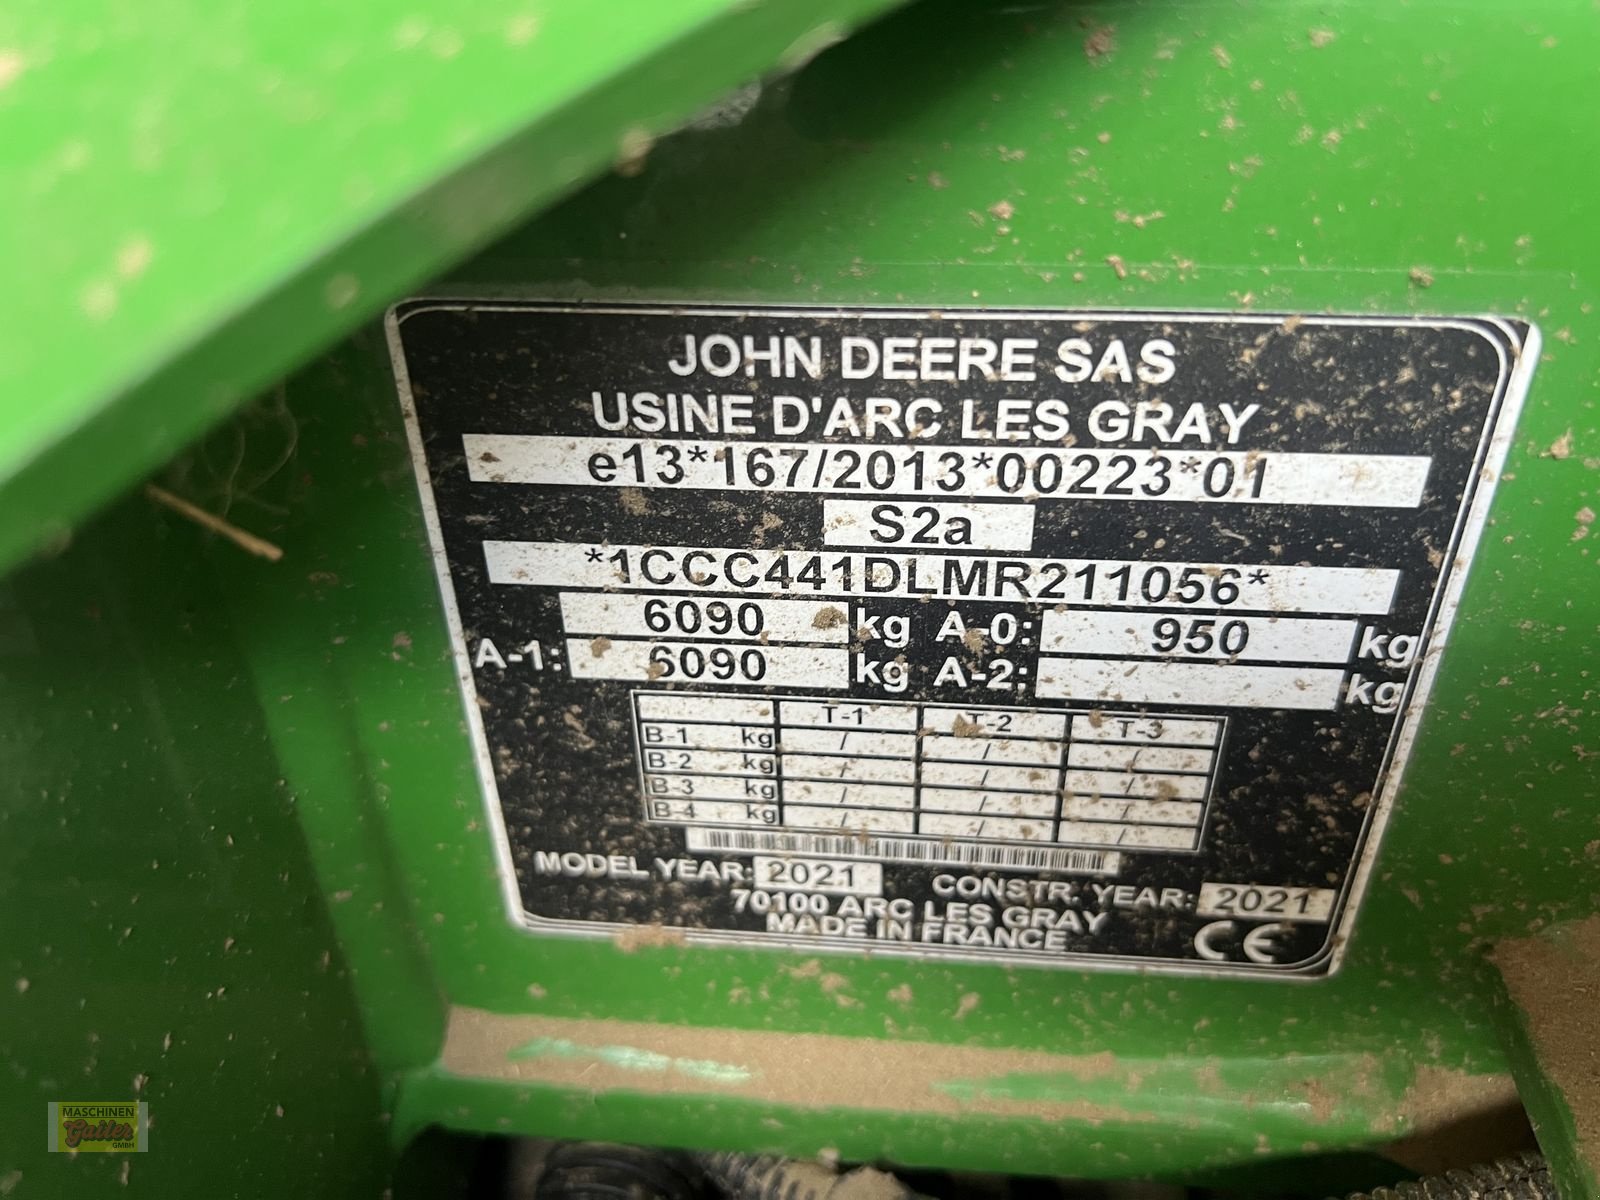 JOHN DEERE SAS
USINE D'ARC LES GRAY
e13*167/2013*00223*01
S2a
*1CCC441DLMR211056*
6090 kg A-0: 950 kg
A-1: 6090 kg A-2: kg
T-1 T-2 T-3
B-1 kg / / /
B-2 kg / / /
B-3 kg / / /
B-4 kg / / /
MODEL YEAR: 2021 CONSTR. YEAR: 2021
70100 ARC LES GRAY
MADE IN FRANCE
CE
MASCHINEN
Gailer
GMBH